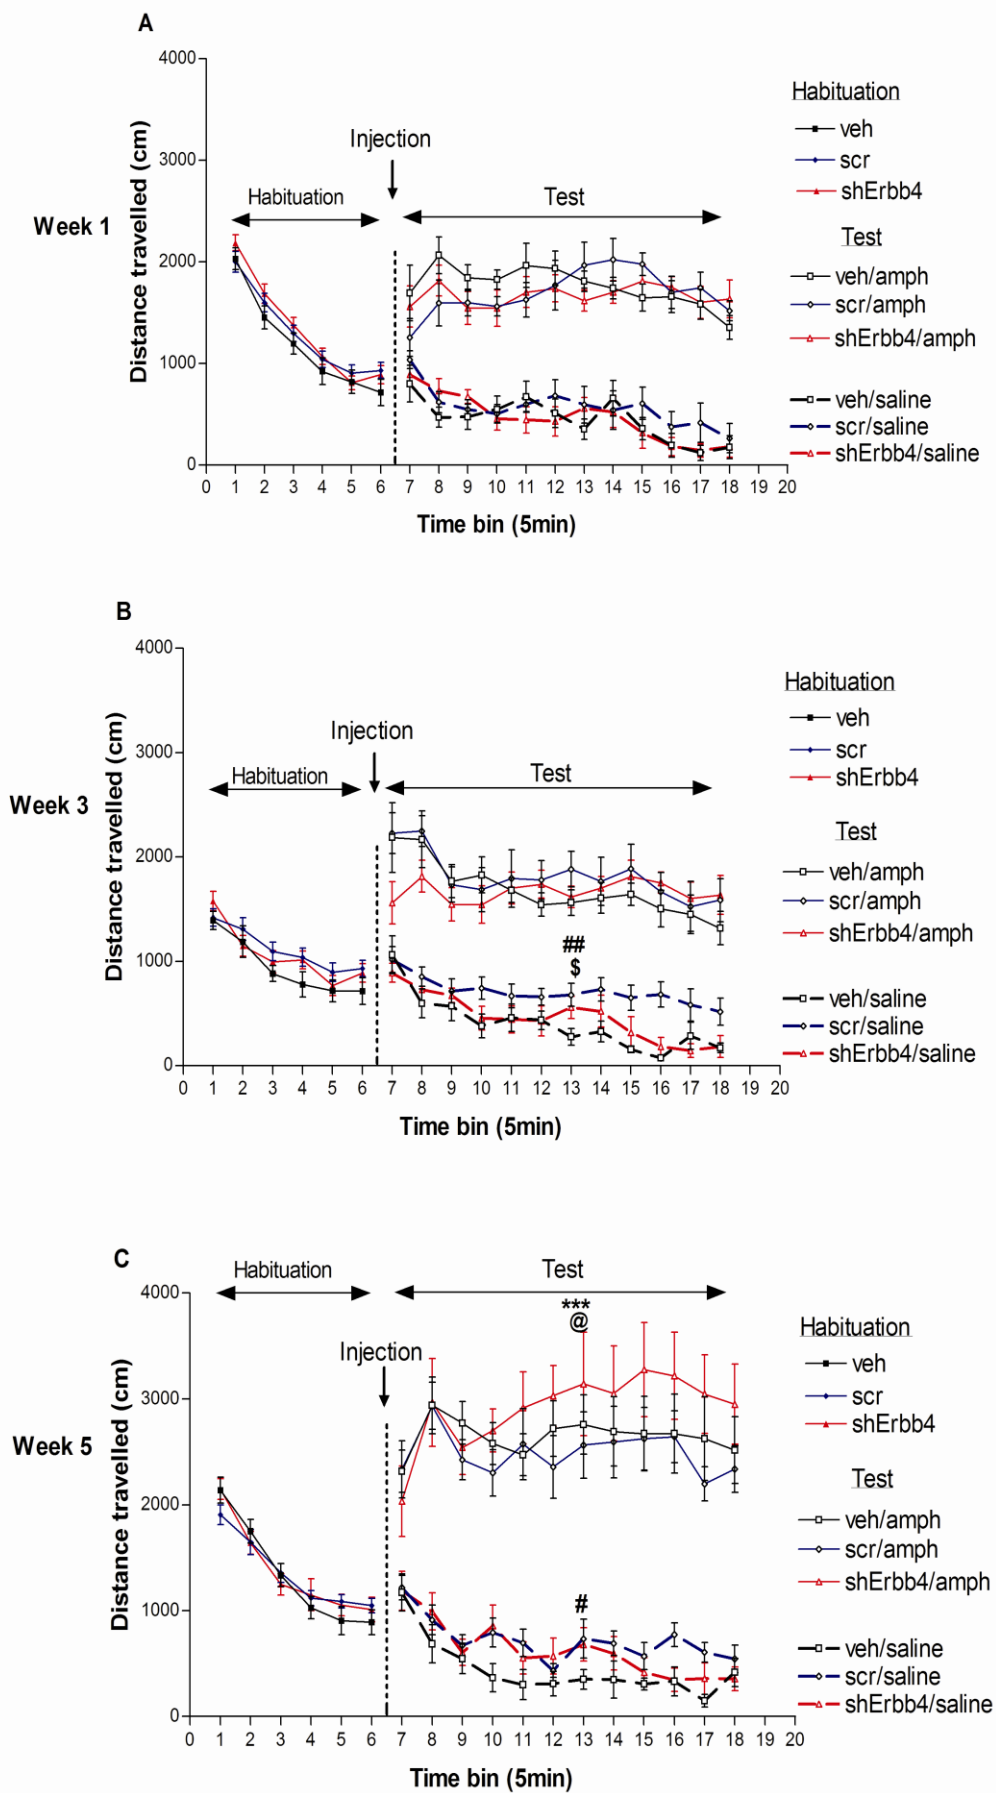 A
4000
3000
2000
1000
0
Distance travelled (cm)
Week 1
Injection
Habituation
Test
0 1 2 3 4 5 6 7 8 9 10 11 12 13 14 15 16 17 18 19 20
Time bin (5min)
Habituation
veh
scr
shErbb4
Test
veh/amph
scr/amph
shErbb4/amph
veh/saline
scr/saline
shErbb4/saline
B
4000
3000
2000
1000
0
Distance travelled (cm)
Week 3
Injection
Habituation
Test
##
$
0 1 2 3 4 5 6 7 8 9 10 11 12 13 14 15 16 17 18 19 20
Time bin (5min)
Habituation
veh
scr
shErbb4
Test
veh/amph
scr/amph
shErbb4/amph
veh/saline
scr/saline
shErbb4/saline
C
4000
3000
2000
1000
0
Distance travelled (cm)
Week 5
Habituation
Test
Injection
***
@
#
0 1 2 3 4 5 6 7 8 9 10 11 12 13 14 15 16 17 18 19 20
Time bin (5min)
Habituation
veh
scr
shErbb4
Test
veh/amph
scr/amph
shErbb4/amph
veh/saline
scr/saline
shErbb4/saline